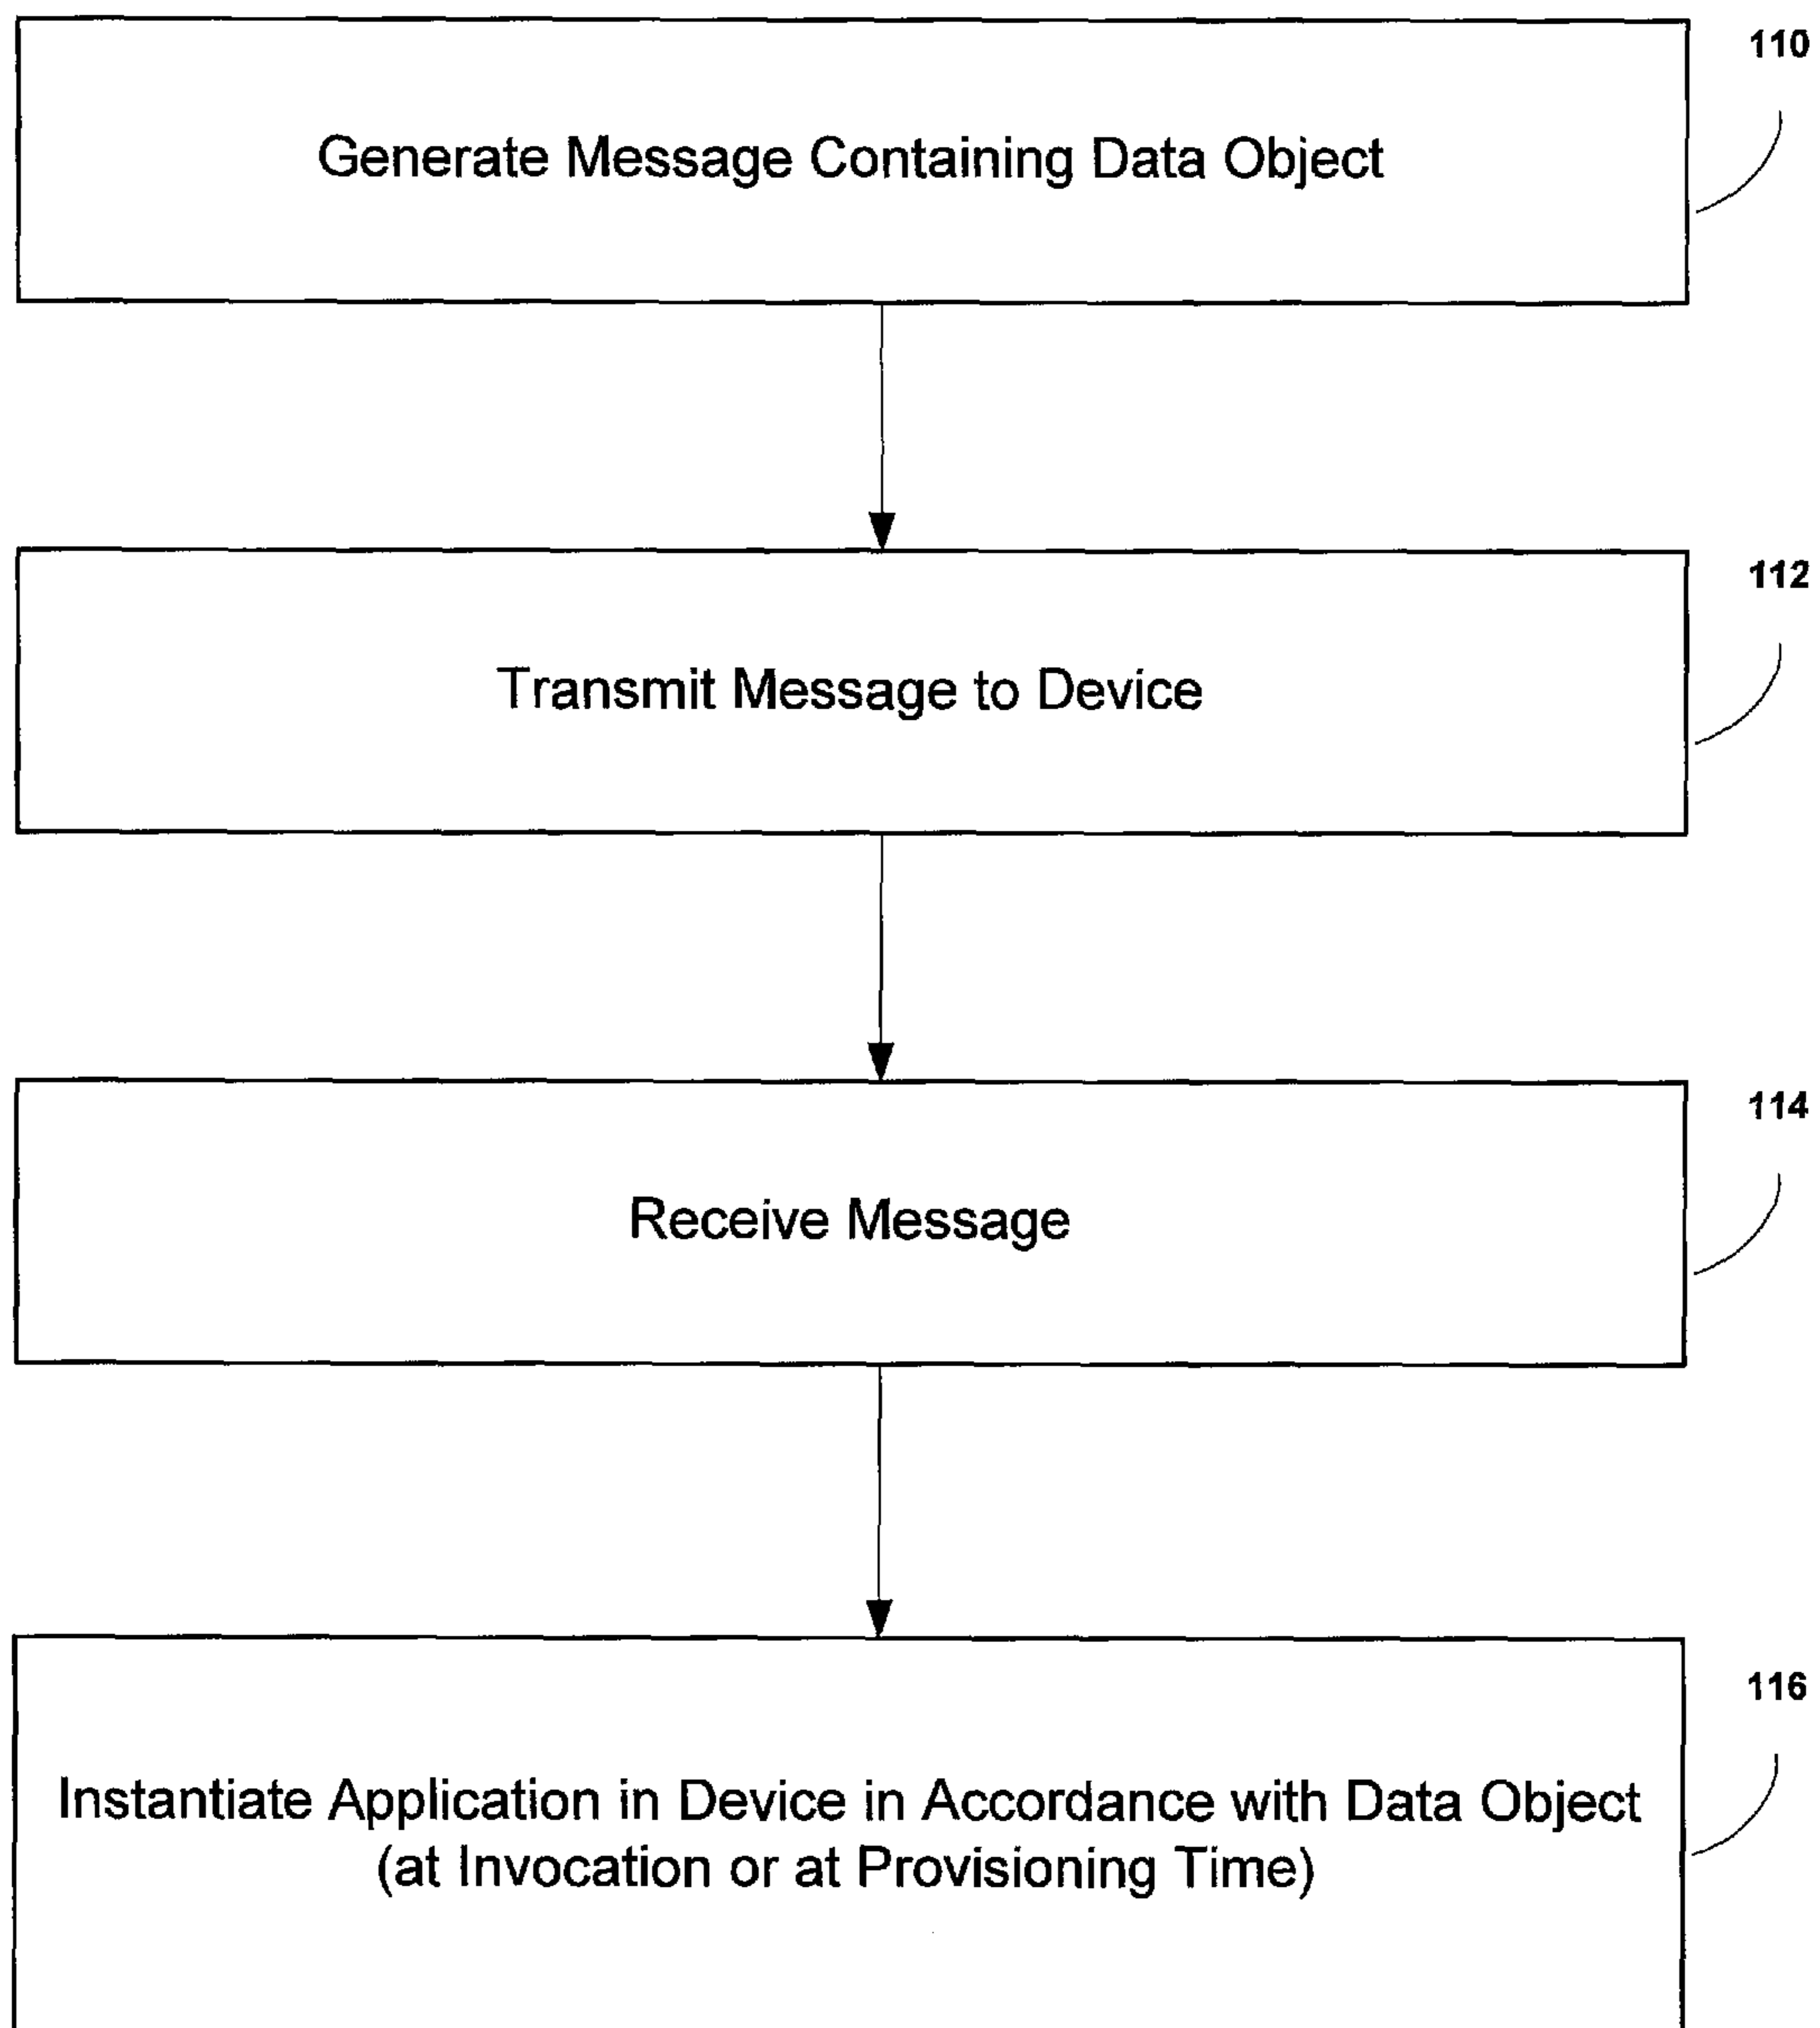 110
Generate Message Containing Data Object
112
Transmit Message to Device
114
Receive Message
116
Instantiate Application in Device in Accordance with Data Object
(at Invocation or at Provisioning Time)